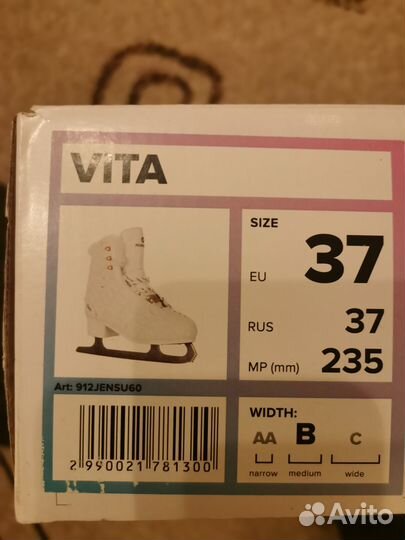 VITA
SIZE
EU 37
RUS 37
MP (mm) 235
Art: 912JENSU60
2 990021 781300
WIDTH:
AA B C
narrow medium wide
Avito